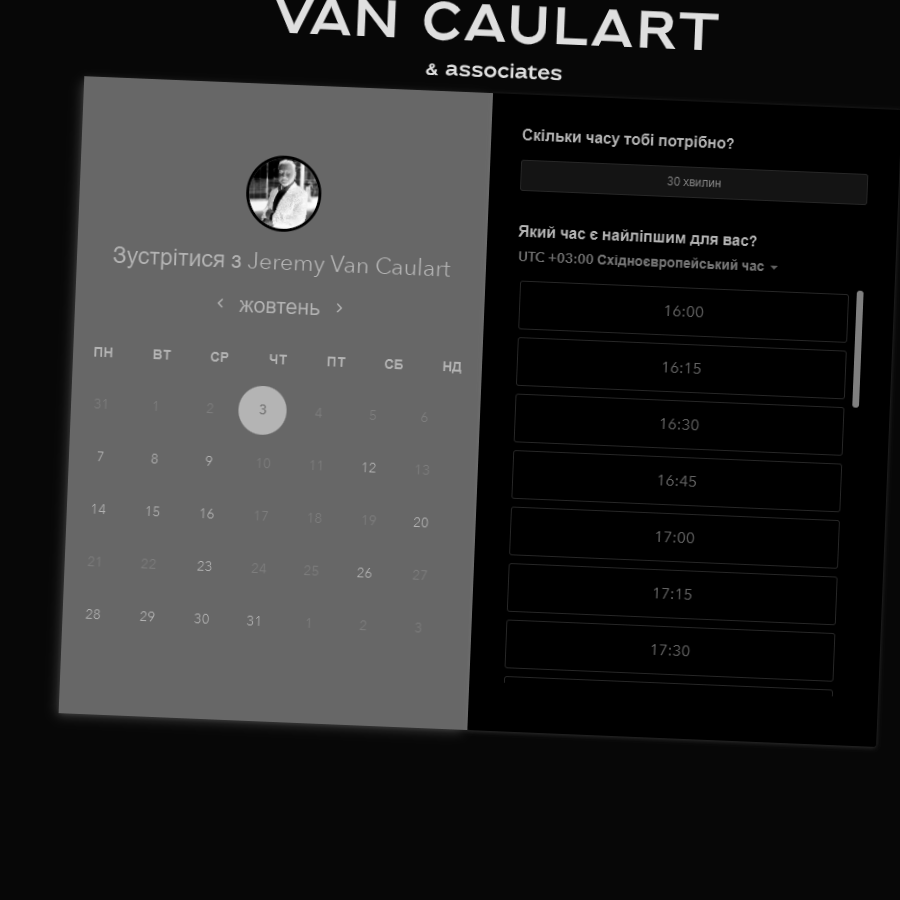 VAN CAULART
& associates
Зустрітися з Jeremy Van Caulart
жовтень
ПН ВТ СР ЧТ ПТ СБ НД
31 1 2 3 4 5 6
7 8 9 10 11 12 13
14 15 16 17 18 19 20
21 22 23 24 25 26 27
28 29 30 31 1 2 3
Скільки часу тобі потрібно?
30 хвилин
Який час є найліпшим для вас?
UTC +03:00 Східноєвропейський час
16:00
16:15
16:30
16:45
17:00
17:15
17:30